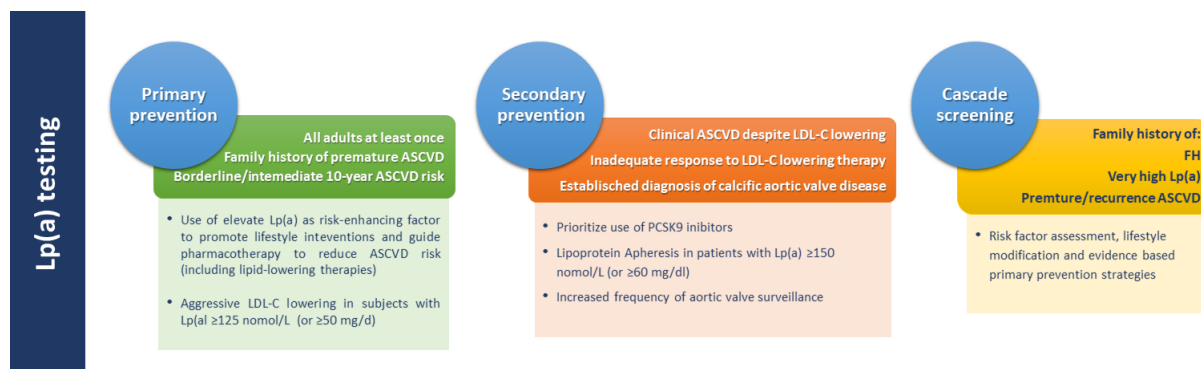 Lp(a) testing
Primary
prevention
All adults at least once
Family history of premature ASCVD
Borderline/intemediate 10-year ASCVD risk
• Use of elevate Lp(a) as risk-enhancing factor
to promote lifestyle inteventions and guide
pharmacotherapy to reduce ASCVD risk
(including lipid-lowering therapies)
• Aggressive LDL-C lowering in subjects with
Lp(al ≥125 nomol/L (or ≥50 mg/d)
Secondary
prevention
Clinical ASCVD despite LDL-C lowering
Inadequate response to LDL-C lowering therapy
Establisched diagnosis of calcific aortic valve disease
• Prioritize use of PCSK9 inibitors
• Lipoprotein Apheresis in patients with Lp(a) ≥150
nomol/L (or ≥60 mg/dl)
• Increased frequency of aortic valve surveillance
Cascade
screening
Family history of:
FH
Very high Lp(a)
Premture/recurrence ASCVD
• Risk factor assessment, lifestyle
modification and evidence based
primary prevention strategies